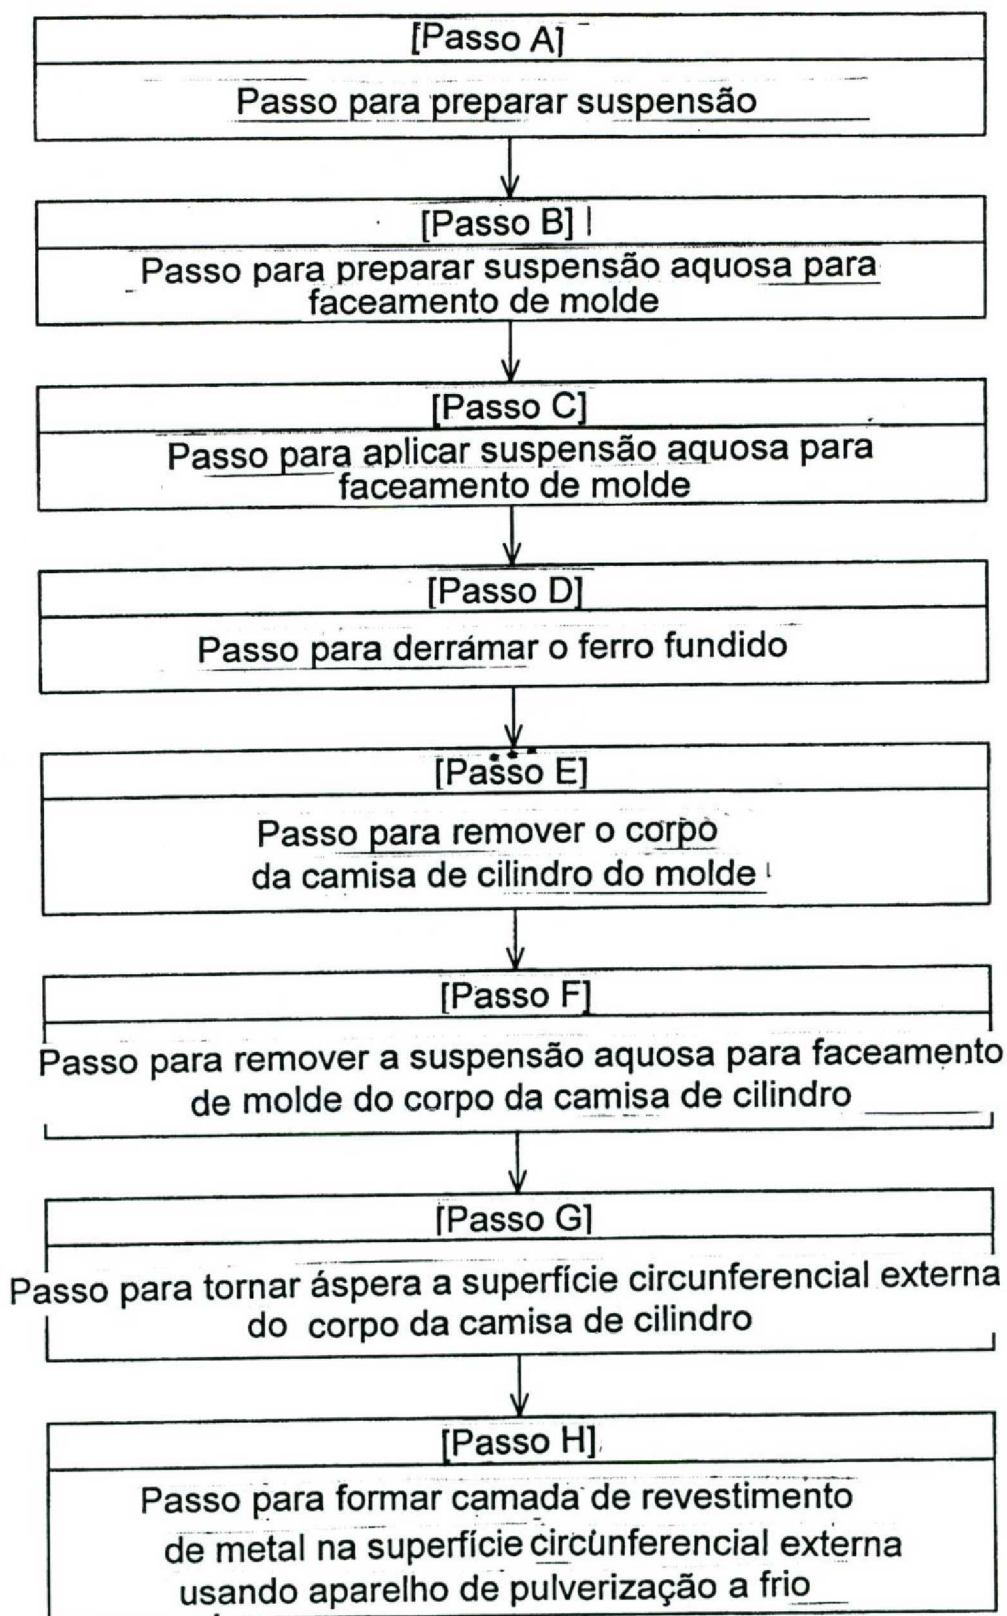 [Passo A]
Passo para preparar suspensão
[Passo B]
Passo para preparar suspensão aquosa para
faceamento de molde
[Passo C]
Passo para aplicar suspensão aquosa para
faceamento de molde
[Passo D]
Passo para derrámar o ferro fundido
[Passo E]
Passo para remover o corpo
da camisa de cilindro do molde
[Passo F]
Passo para remover a suspensão aquosa para faceamento
de molde do corpo da camisa de cilindro
[Passo G]
Passo para tornar áspera a superfície circunferencial externa
do corpo da camisa de cilindro
[Passo H]
Passo para formar camada de revestimento
de metal na superfície circunferencial externa
usando aparelho de pulverização a frio